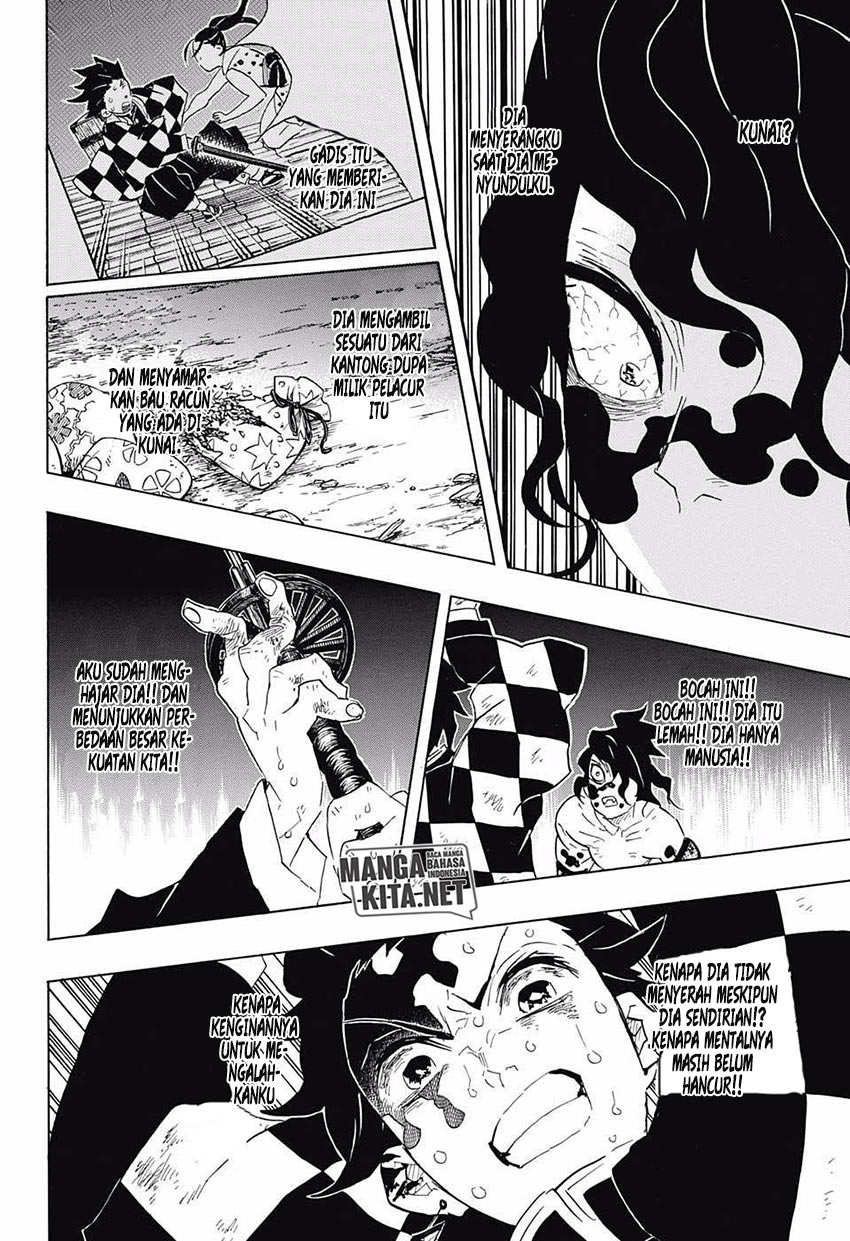 KUNAI?
DIA
MENYERANGKU
SAAT DIA ME-
NYUNDULKU.
GADIS ITU
YANG MEMBERI-
KAN DIA INI
DIA MENGAMBIL
SESUATU DARI
KANTONG DUPA
MILIK PELACUR
ITU
DAN MENYAMAR-
KAN BAU RACUN
YANG ADA DI
KUNAI.
BOCAH INI!!
BOCAH INI!! DIA ITU
LEMAH!! DIA HANYA
MANUSIA!!
AKU SUDAH MENG-
HAJAR DIA!! DAN
MENUNJUKKAN PER-
BEDAAN BESAR KE-
KUATAN KITA!!
MANGA
KITA.NET
BACA MANGA
BAHASA
INDONESIA
KENAPA DIA TIDAK
MENYERAH MESKIPUN
DIA SENDIRIAN!?
KENAPA MENTALNYA
MASIH BELUM
HANCUR!!
KENAPA
KENGINANNYA
UNTUK ME-
NGALAH-
KANKU